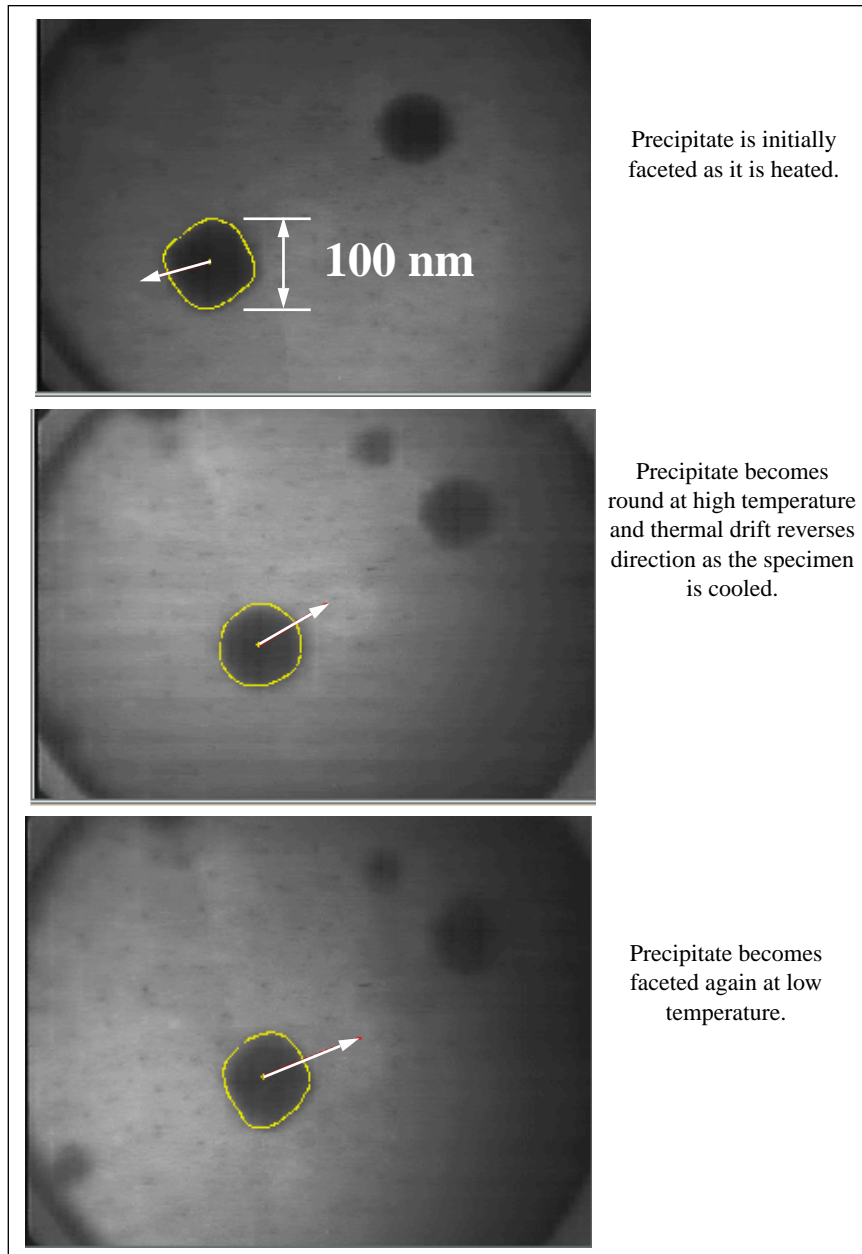 Precipitate is initially
faceted as it is heated.
100 nm
Precipitate becomes
round at high temperature
and thermal drift reverses
direction as the specimen
is cooled.
Precipitate becomes
faceted again at low
temperature.